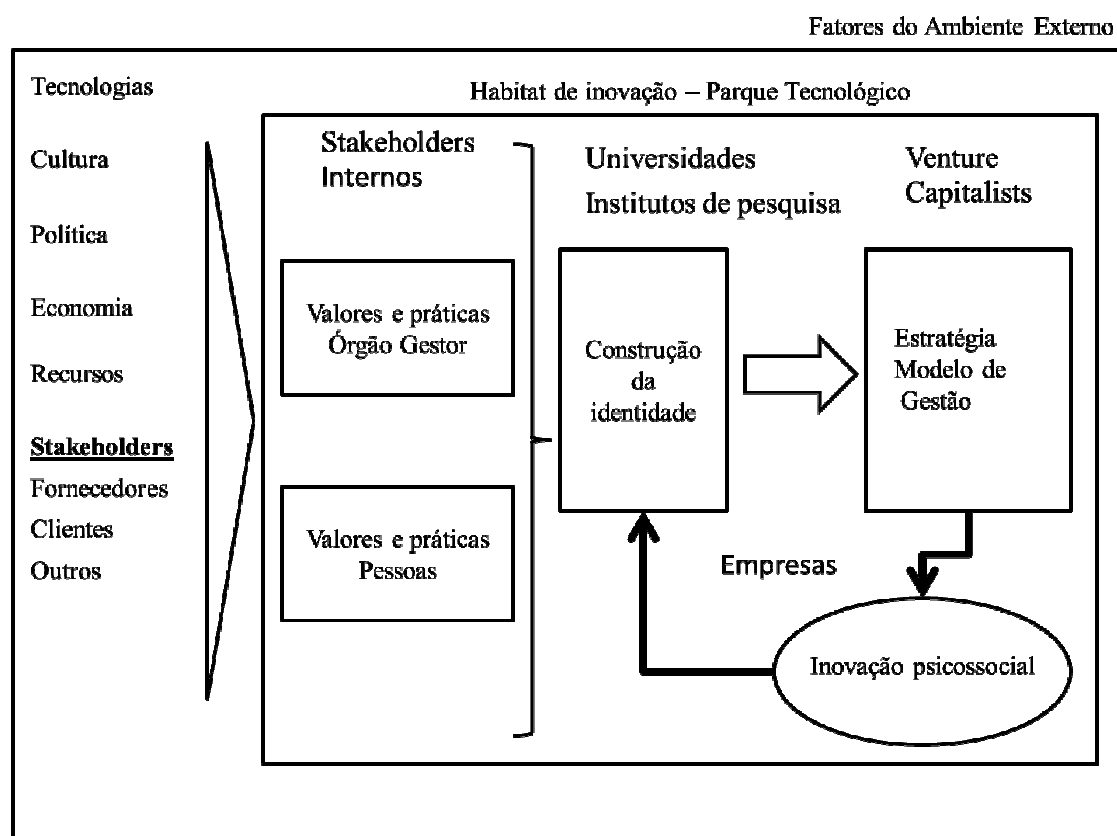 Fatores do Ambiente Externo
Tecnologias
Cultura
Política
Economia
Recursos
Stakeholders
Fornecedores
Clientes
Outros
Habitat de inovação – Parque Tecnológico
Stakeholders
Internos
Valores e práticas
Órgão Gestor
Valores e práticas
Pessoas
Universidades
Institutos de pesquisa
Construção
da
identidade
Venture
Capitalists
Estratégia
Modelo de
Gestão
Empresas
Inovação psicossocial